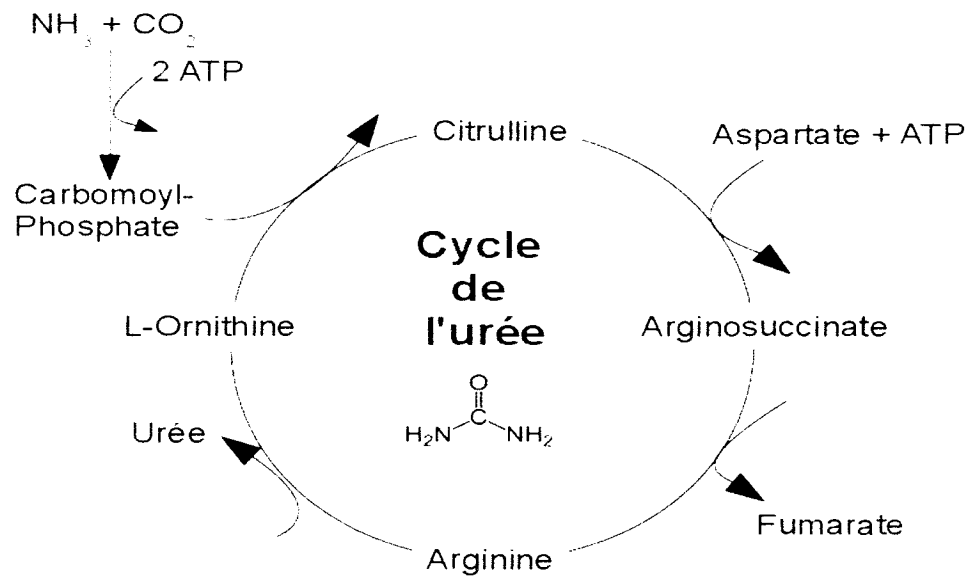 NH3 + CO2
2 ATP
Carbomoyl-
Phosphate
Citrulline
Aspartate + ATP
Cycle
de
l'urée
L-Ornithine
Arginosuccinate
O
C
H2N
NH2
Urée
Fumarate
Arginine